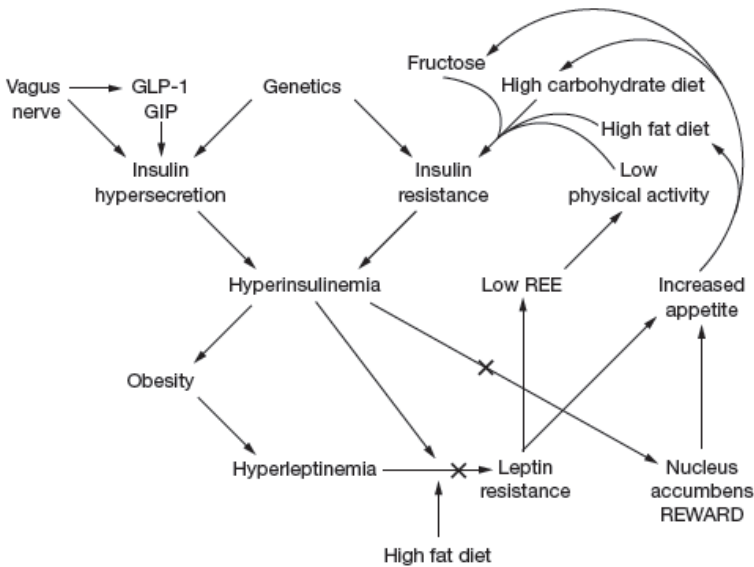 Fructose
Vagus
nerve
GLP-1
GIP
Genetics
High carbohydrate diet
High fat diet
Insulin
hypersecretion
Insulin
resistance
Low
physical activity
Hyperinsulinemia
Low REE
Increased
appetite
Obesity
Hyperleptinemia
Leptin
resistance
Nucleus
accumbens
REWARD
High fat diet